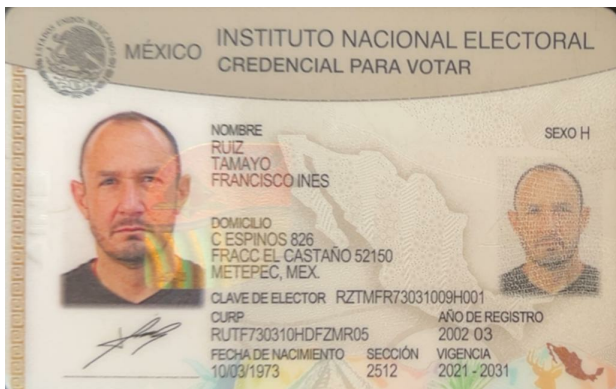 MÉXICO
INSTITUTO NACIONAL ELECTORAL
CREDENCIAL PARA VOTAR
NOMBRE
RUIZ
TAMAYO
FRANCISCO INES
SEXO H
DOMICILIO
C ESPINOS 826
FRACC EL CASTAÑO 52150
METEPEC, MEX.
CLAVE DE ELECTOR RZTMFR73031009H001
CURP
RUTF730310HDFZMR05
AÑO DE REGISTRO
2002 03
FECHA DE NACIMIENTO
10/03/1973
SECCIÓN
2512
VIGENCIA
2021 - 2031